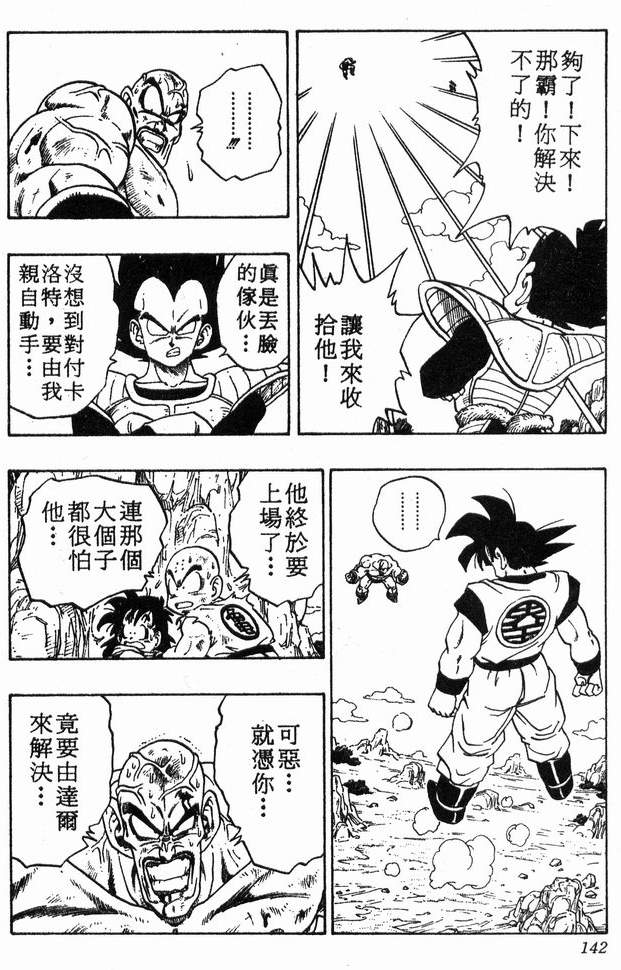 夠了！下來！
那霸！你解決
不了的！
讓我來收
拾他！
⋯⋯
!!!!
眞是丟臉
的傢伙⋯
沒想到對付卡
洛特，要由我
親自動手⋯
⋯⋯
他終於要
上場了⋯
連那個
大個子
都很怕
他⋯
可惡⋯
就憑你⋯
竟要由達爾
來解決⋯
142